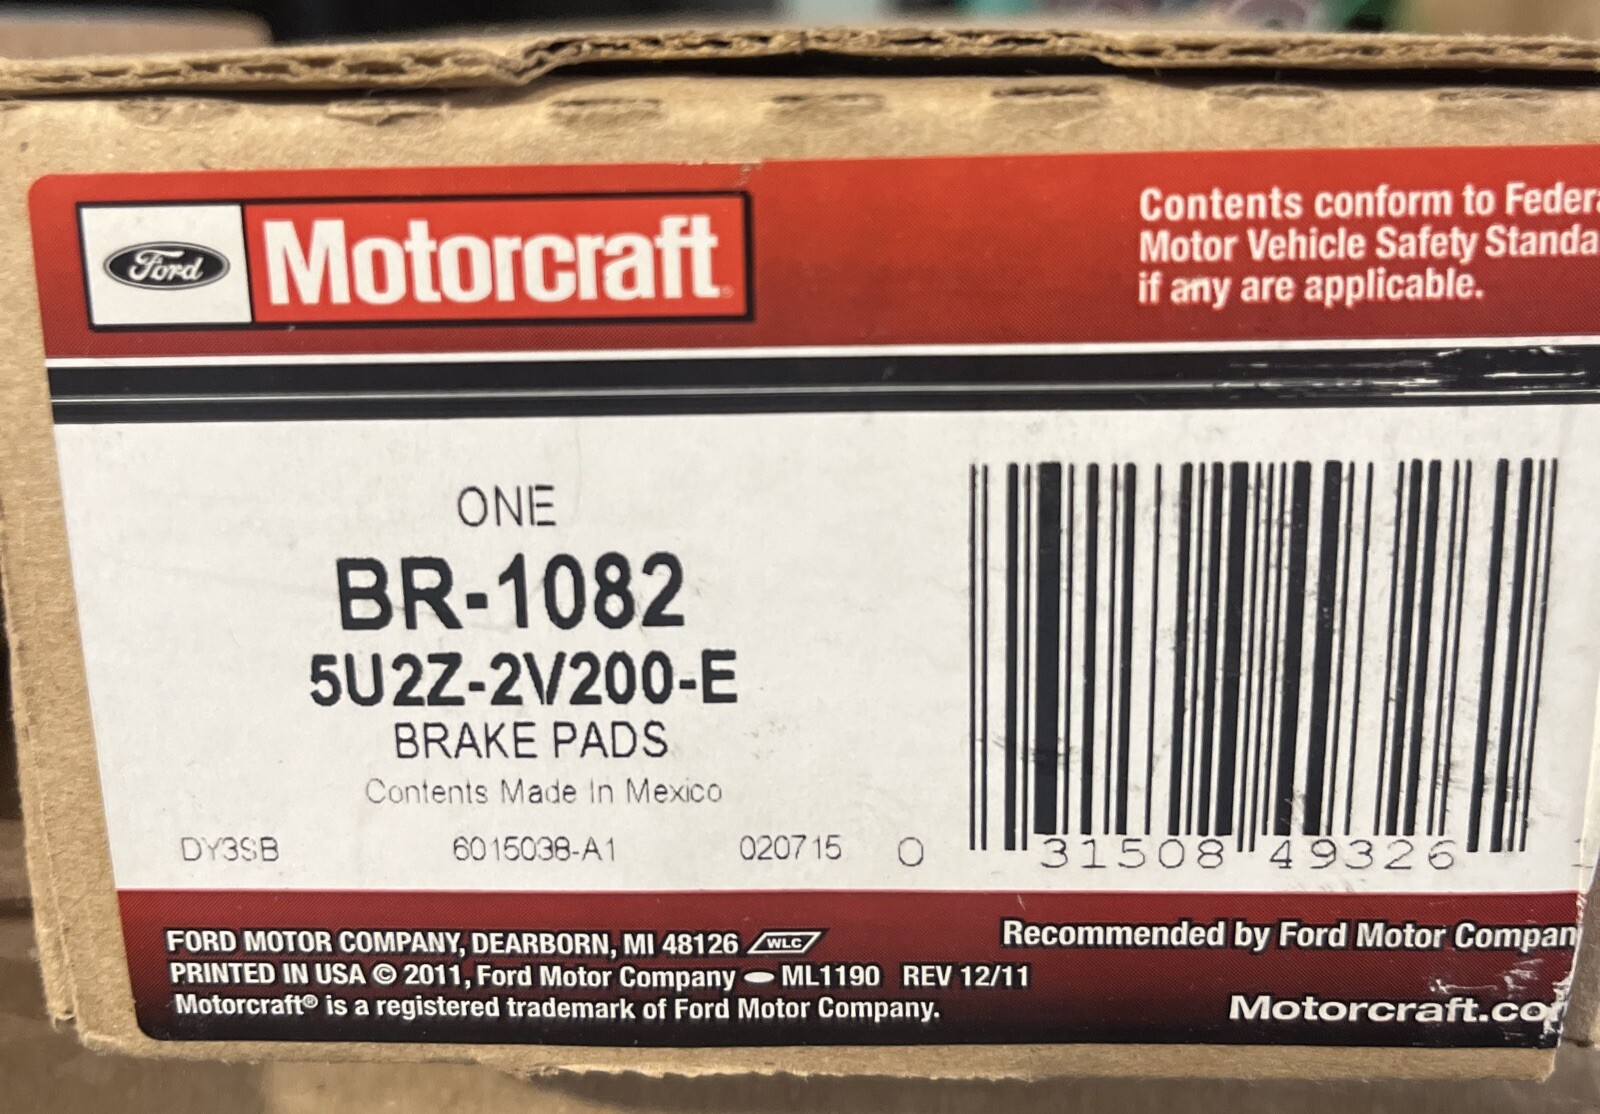 Ford Motorcraft®
Contents conform to Federa
Motor Vehicle Safety Standa
if any are applicable.
ONE
BR-1082
5U2Z-2V200-E
BRAKE PADS
Contents Made In Mexico
DY3SB 6015038-A1 020715
0 31508 49326
FORD MOTOR COMPANY, DEARBORN, MI 48126 WLC
PRINTED IN USA © 2011, Ford Motor Company ML1190 REV 12/11
Motorcraft® is a registered trademark of Ford Motor Company.
Recommended by Ford Motor Compan
Motorcraft.com